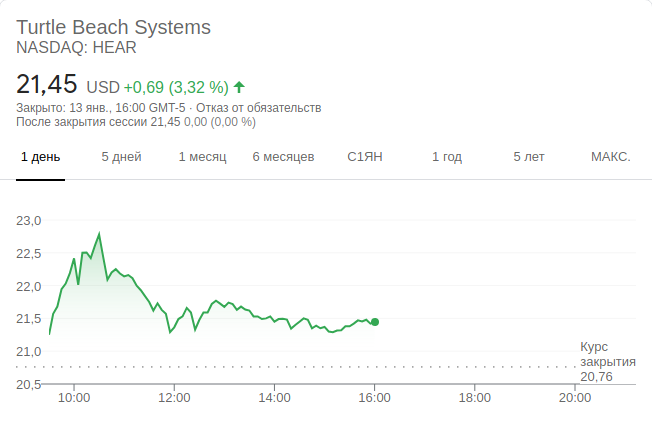 Turtle Beach Systems
NASDAQ: HEAR
21,45 USD +0,69 (3,32 %)
Закрыто: 13 янв., 16:00 GMT-5 · Отказ от обязательств
После закрытия сессии 21,45 0,00 (0,00 %)
1 день 5 дней 1 месяц 6 месяцев С1ЯН 1 год 5 лет МАКС.
23,0
22,5
22,0
21,5
21,0
Курс
закрытия
20,76
20,5
10:00 12:00 14:00 16:00 18:00 20:00